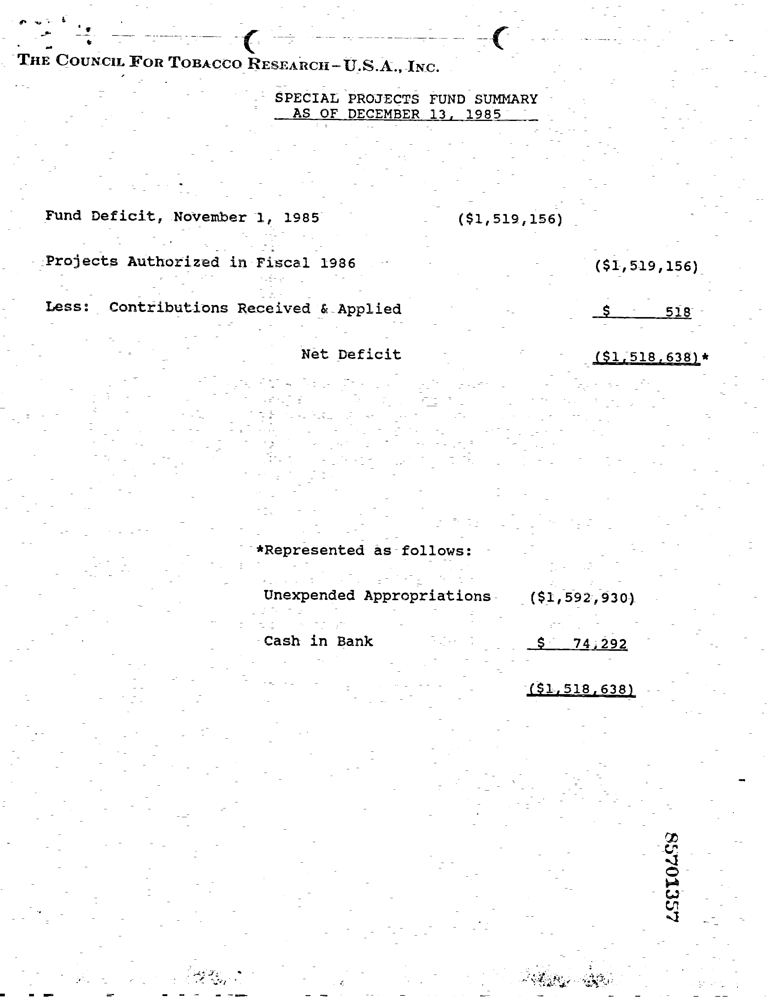 THE COUNCIL FOR TOBACCO RESEARCH-U.S.A., INC.
SPECIAL PROJECTS FUND SUMMARY
AS OF DECEMBER 13, 1985
Fund Deficit, November 1, 1985 ($1,519,156)
Projects Authorized in Fiscal 1986 ($1,519,156)
Less: Contributions Received & Applied $ 518
Net Deficit ($1,518,638)*
*Represented as follows:
Unexpended Appropriations ($1,592,930)
Cash in Bank $ 74,292
($1,518,638)
85701357